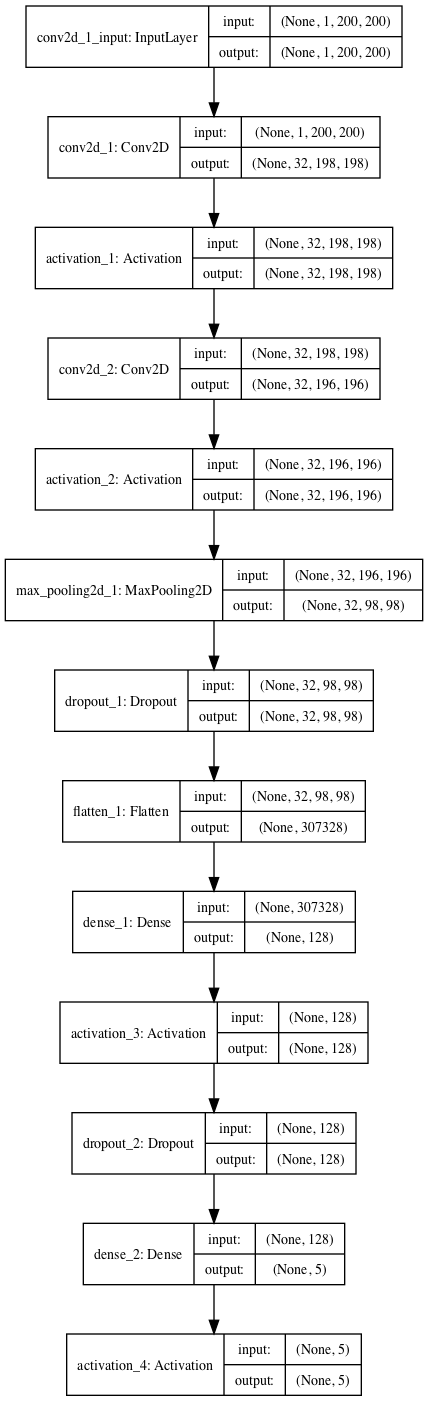 conv2d_1_input: InputLayer
input: (None, 1, 200, 200)
output: (None, 1, 200, 200)
conv2d_1: Conv2D
input: (None, 1, 200, 200)
output: (None, 32, 198, 198)
activation_1: Activation
input: (None, 32, 198, 198)
output: (None, 32, 198, 198)
conv2d_2: Conv2D
input: (None, 32, 198, 198)
output: (None, 32, 196, 196)
activation_2: Activation
input: (None, 32, 196, 196)
output: (None, 32, 196, 196)
max_pooling2d_1: MaxPooling2D
input: (None, 32, 196, 196)
output: (None, 32, 98, 98)
dropout_1: Dropout
input: (None, 32, 98, 98)
output: (None, 32, 98, 98)
flatten_1: Flatten
input: (None, 32, 98, 98)
output: (None, 307328)
dense_1: Dense
input: (None, 307328)
output: (None, 128)
activation_3: Activation
input: (None, 128)
output: (None, 128)
dropout_2: Dropout
input: (None, 128)
output: (None, 128)
dense_2: Dense
input: (None, 128)
output: (None, 5)
activation_4: Activation
input: (None, 5)
output: (None, 5)